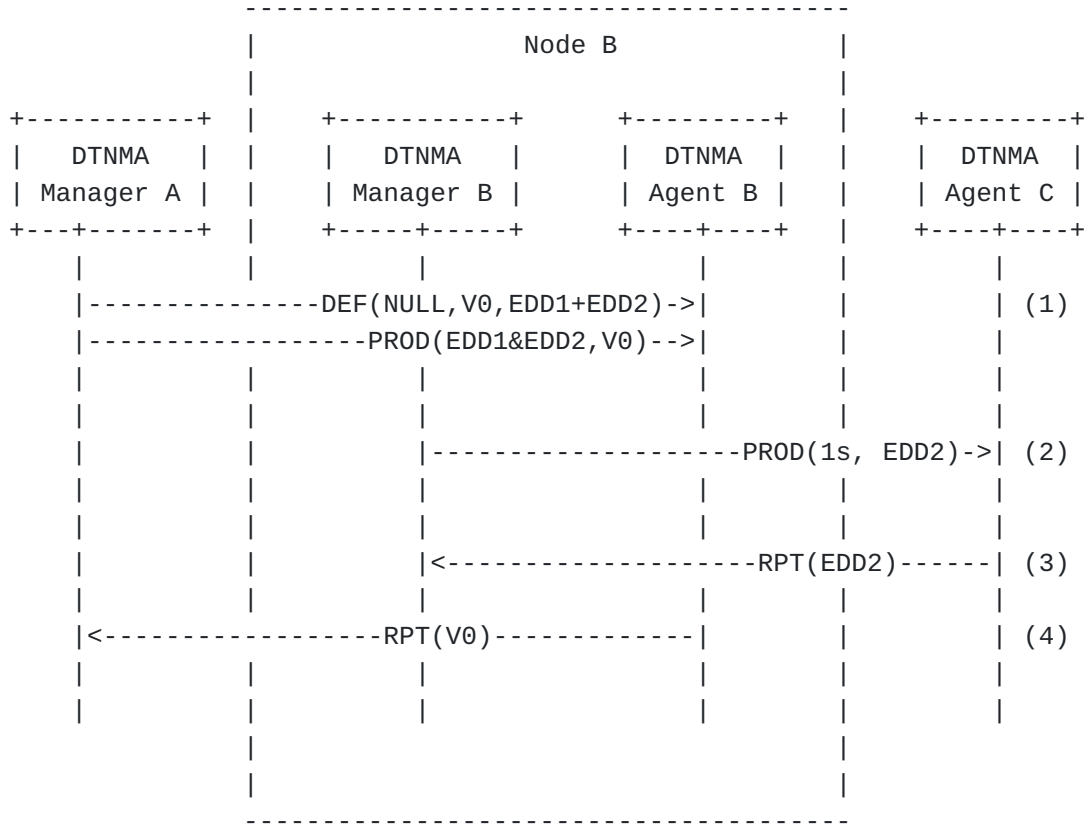 Node B
DTNMA DTNMA DTNMA DTNMA
Manager A Manager B Agent B Agent C
DEF(NULL,V0,EDD1+EDD2)-> (1)
PROD(EDD1&EDD2,V0)-->
PROD(1s, EDD2)-> (2)
RPT(EDD2) (3)
RPT(V0) (4)